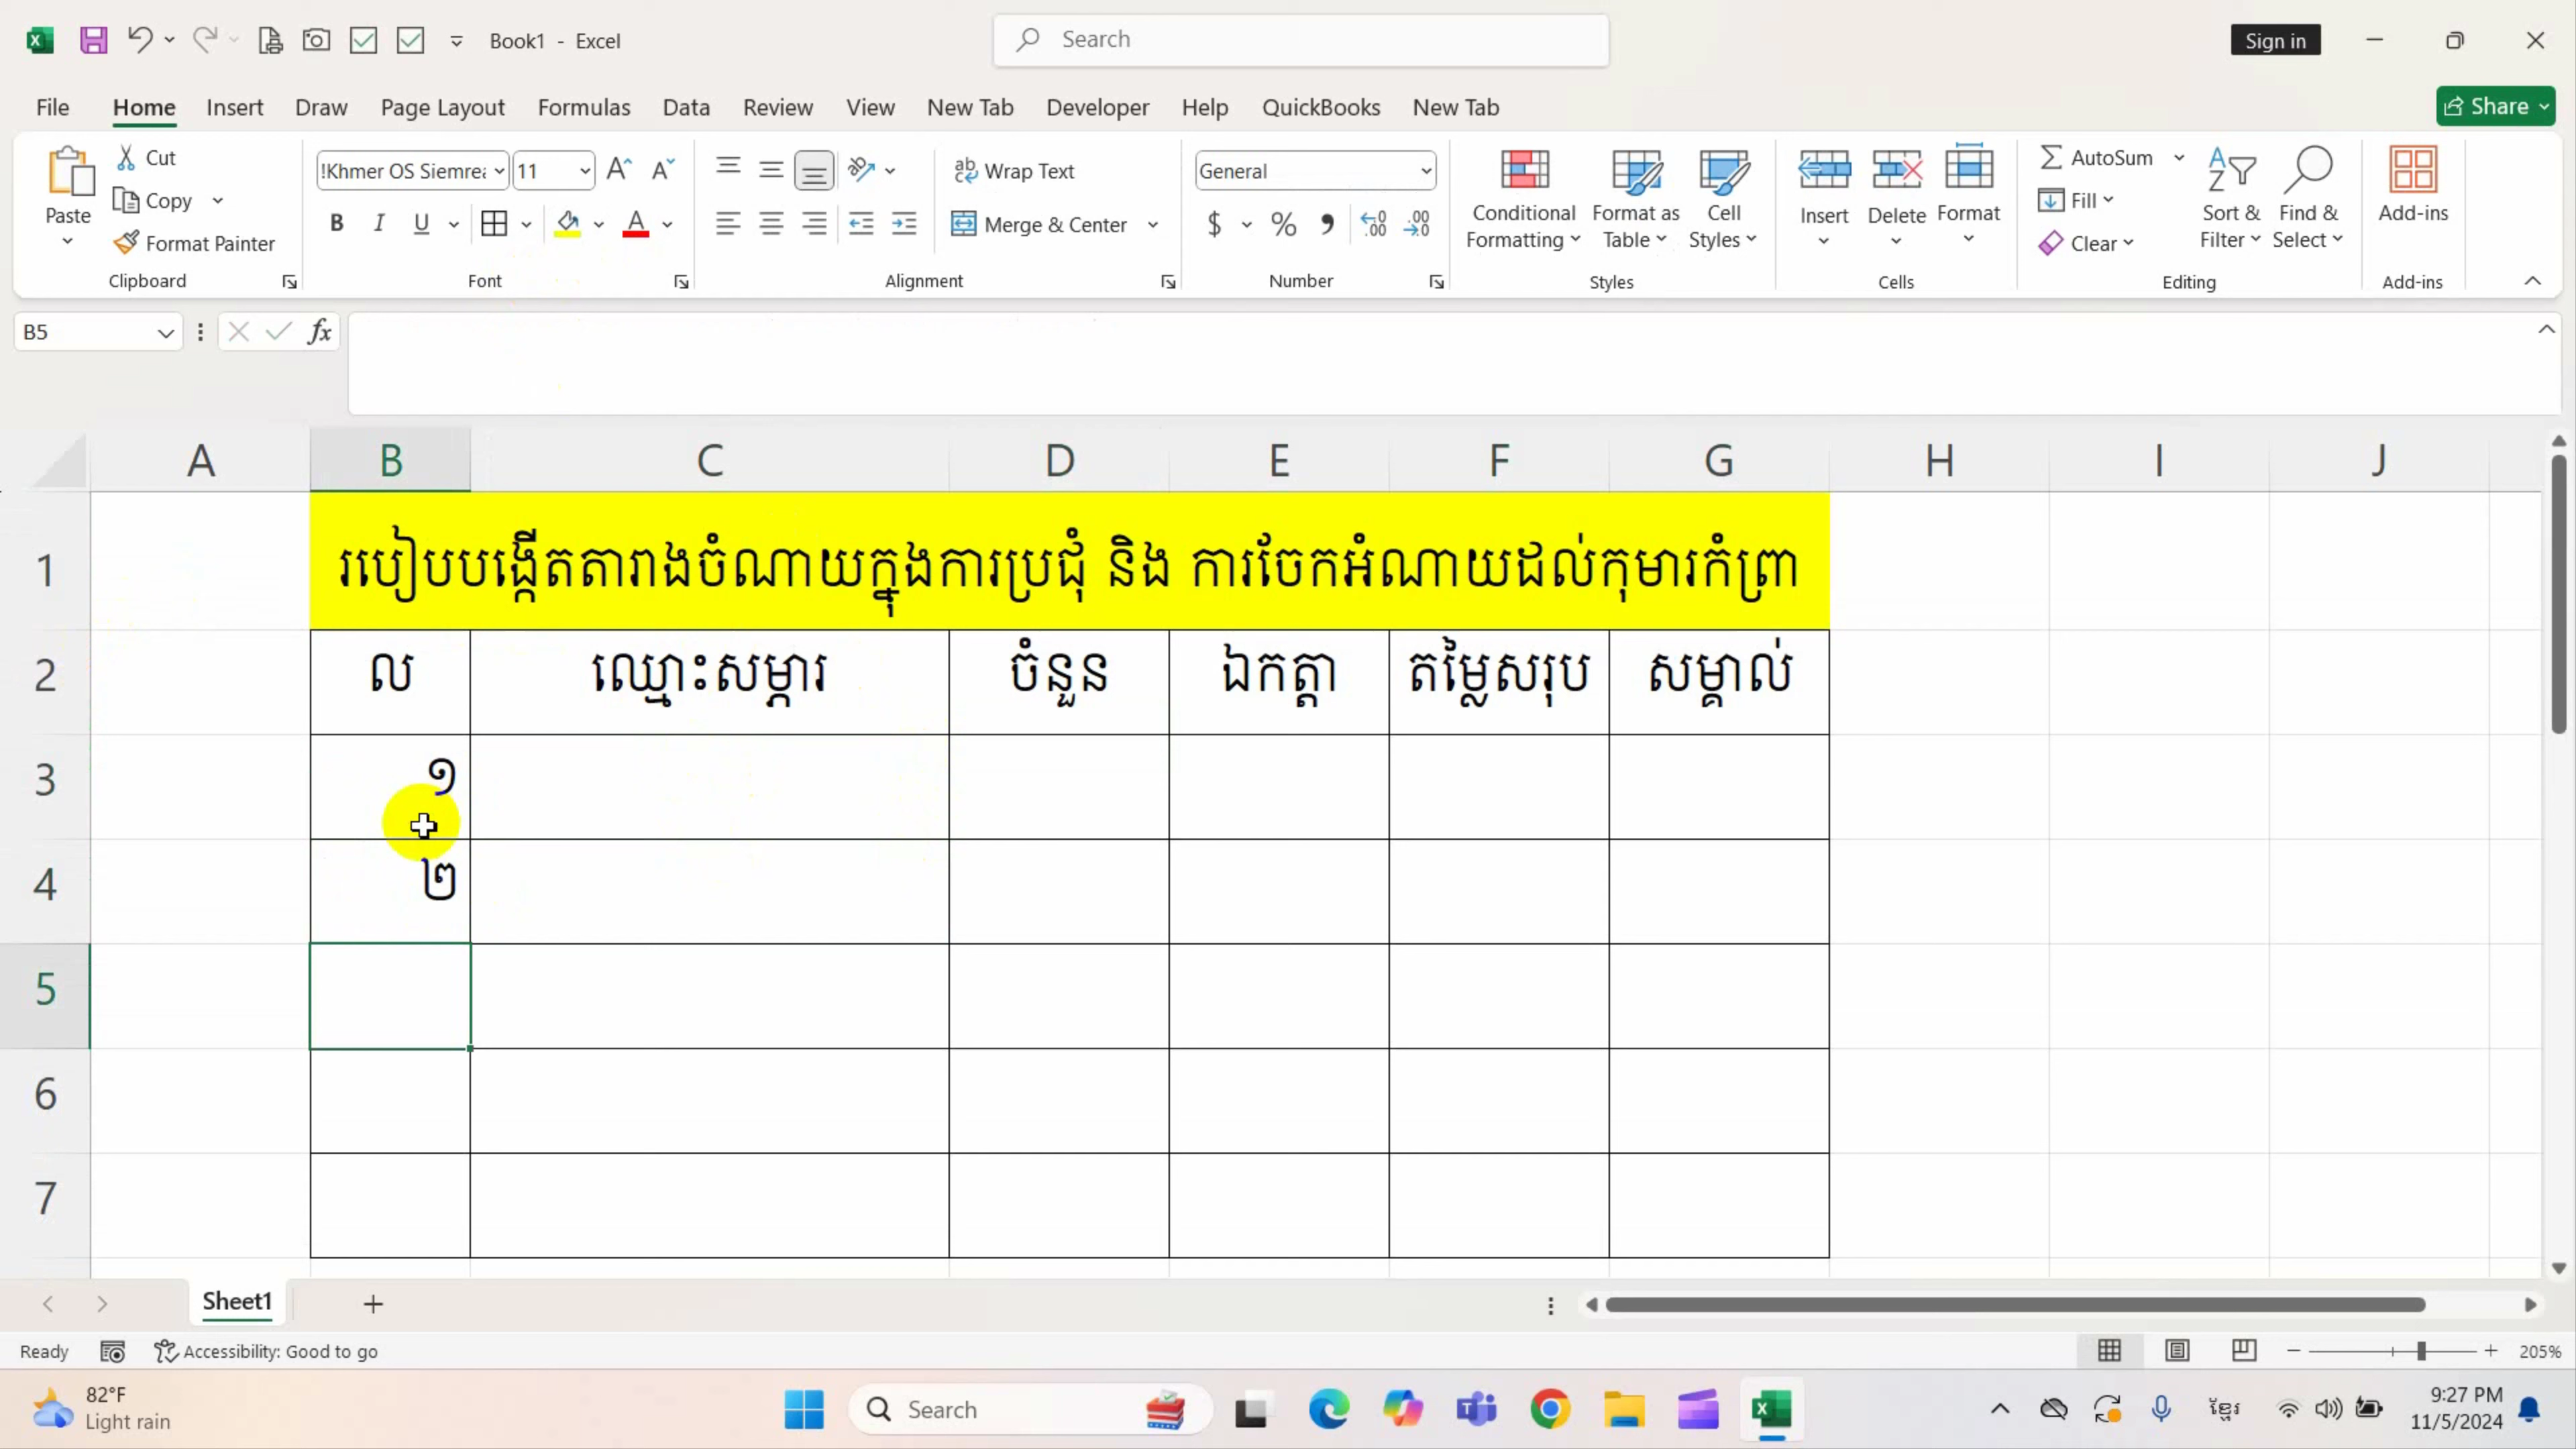 Book1 - Excel
Search
Sign in
File Home Insert Draw Page Layout Formulas Data Review View New Tab Developer Help QuickBooks New Tab
Share
Paste
Cut
Copy
Format Painter
Clipboard
!Khmer OS Siemre 11
B I U
Font
Wrap Text
Merge & Center
Alignment
General
$ % ,
Number
Conditional Formatting
Format as Table
Cell Styles
Styles
Insert Delete Format
Cells
AutoSum
Fill
Clear
Sort & Filter
Find & Select
Editing
Add-ins
Add-ins
B5
fx
A B C D E F G H I J
1 របៀបបង្កើតតារាងចំណាយក្នុងការប្រជុំ និង ការចែកអំណាយដល់កុមារកំព្រា
2 ល ឈ្មោះសម្ភារ ចំនួន ឯកត្តា តម្លៃសរុប សម្គាល់
3 ១
4 ២
5
6
7
Sheet1
Ready
Accessibility: Good to go
205%
82°F
Light rain
Search
ខ្មែរ
9:27 PM
11/5/2024